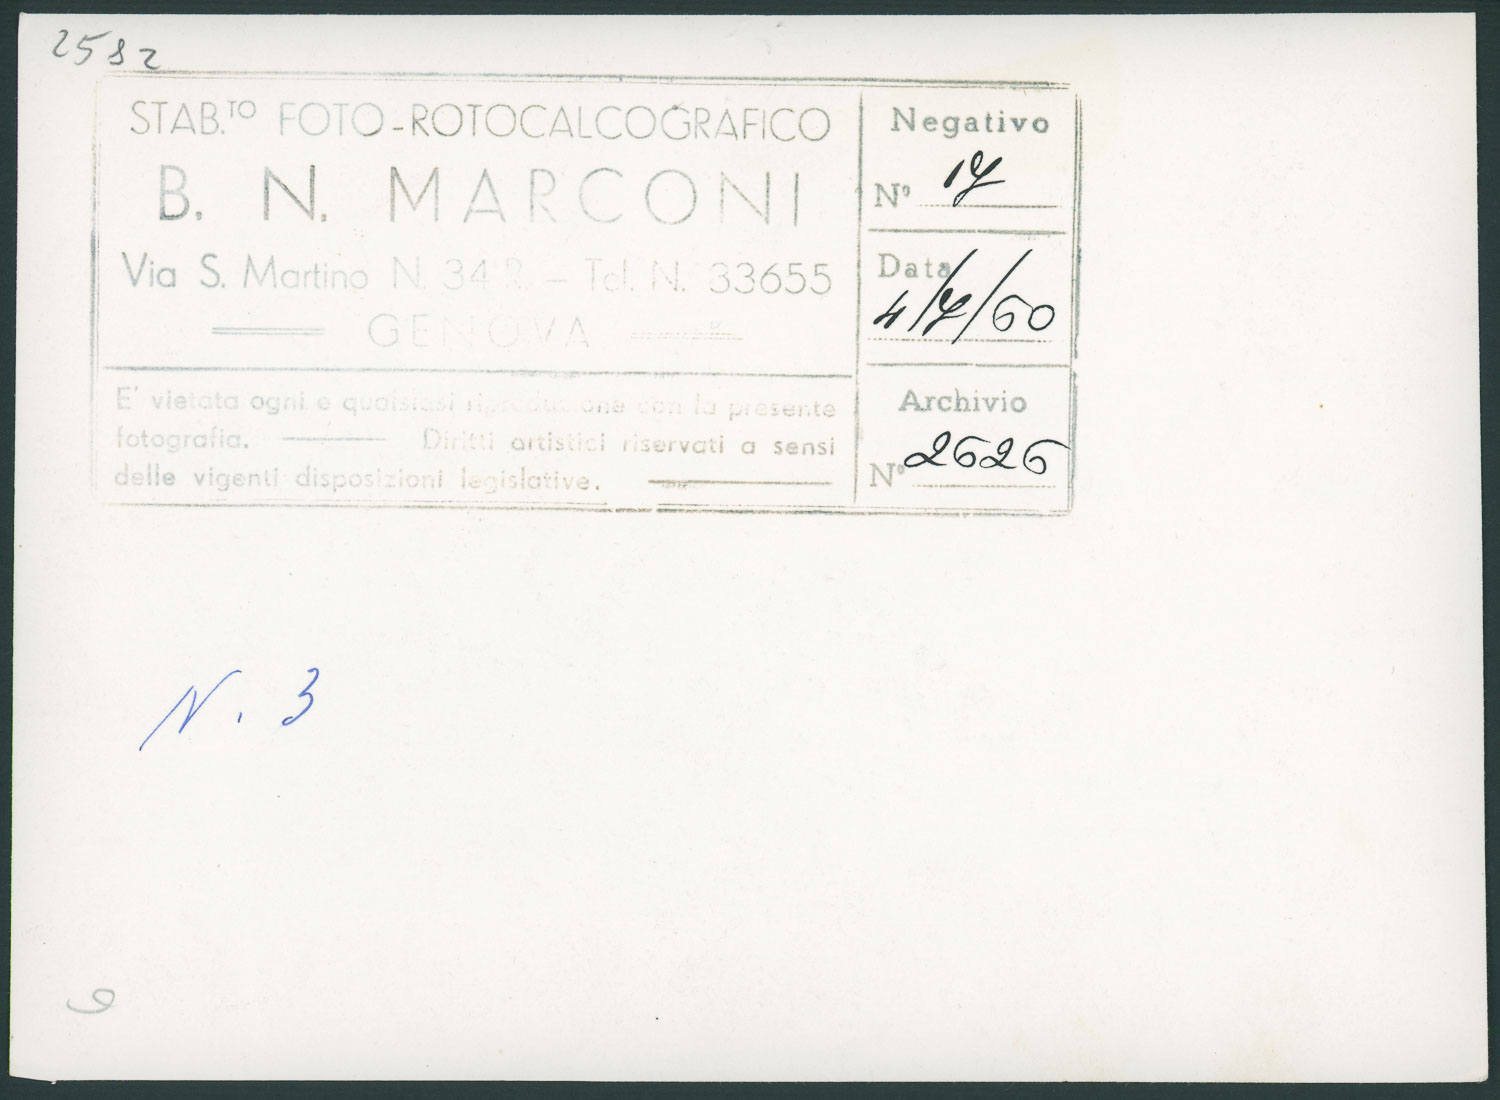 2582
STAB.TO FOTO-ROTOCALCOGRAFICO
B. N. MARCONI
Via S. Martino N. 34 R. – Tel. N. 33655
GENOVA
E' vietata ogni e qualsiasi riproduzione con la presente
fotografia. —— Diritti artistici riservati a sensi
delle vigenti disposizioni legislative.
Negativo
N° 17
Data
4/7/60
Archivio
N° 2626
N. 3